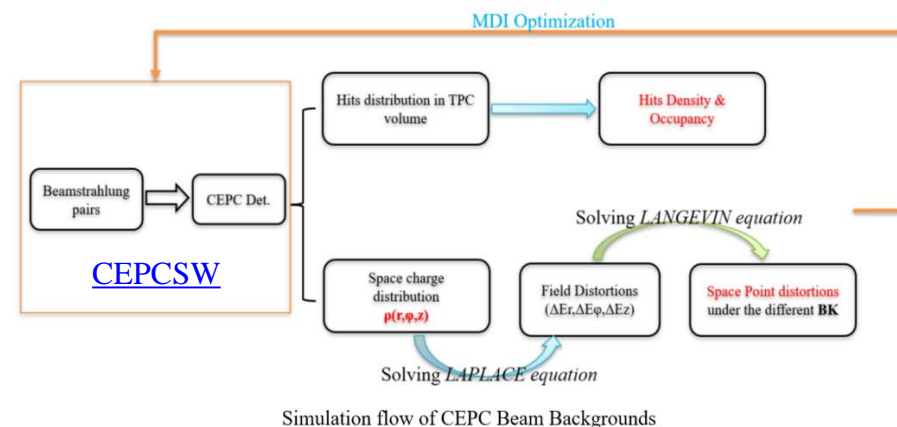 MDI Optimization
Hits distribution in TPC
volume
Hits Density &
Occupancy
Beamstrahlung
pairs
CEPC Det.
CEPCSW
Solving LANGEVIN equation
Space charge
distribution
ρ(r,φ,z)
Field Distortions
(ΔEr,ΔEφ,ΔEz)
Space Point distortions
under the different BK
Solving LAPLACE equation
Simulation flow of CEPC Beam Backgrounds